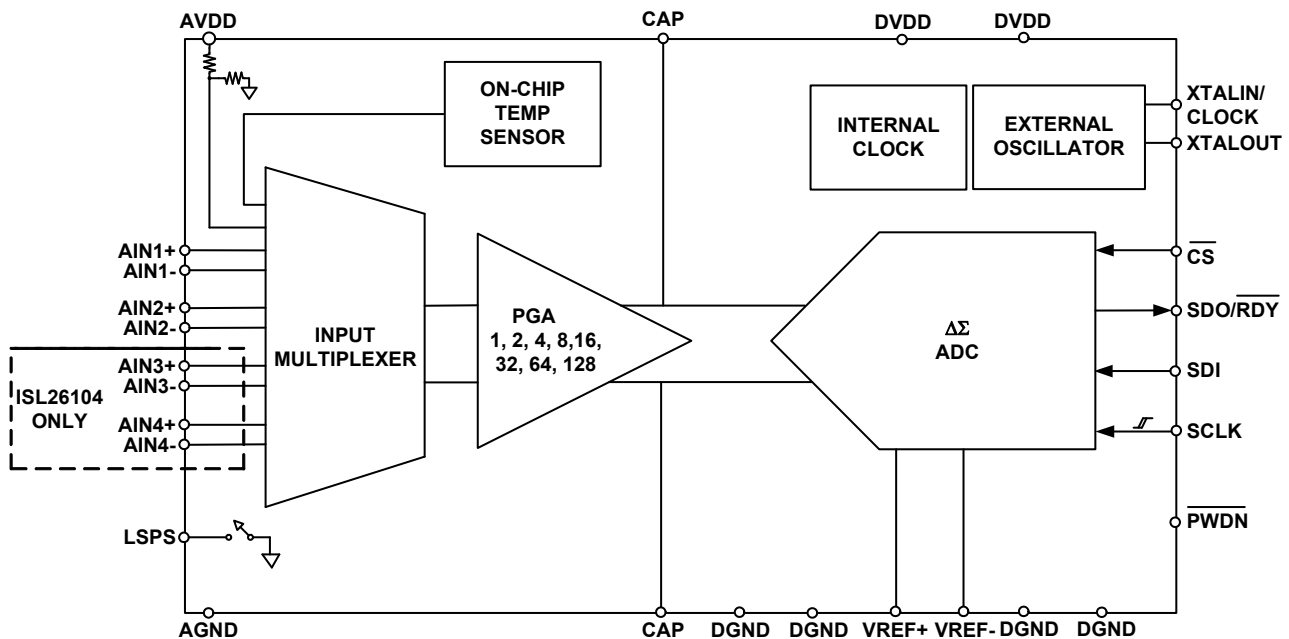 AVDD
CAP
DVDD
DVDD
ON-CHIP
TEMP
SENSOR
INTERNAL
CLOCK
EXTERNAL
OSCILLATOR
XTALIN/
CLOCK
XTALOUT
AIN1+
AIN1-
AIN2+
AIN2-
ISL26104
ONLY
AIN3+
AIN3-
AIN4+
AIN4-
INPUT
MULTIPLEXER
PGA
1, 2, 4, 8,16,
32, 64, 128
ΔΣ
ADC
CS
SDO/RDY
SDI
SCLK
LSPS
PWDN
AGND
CAP
DGND
DGND
VREF+
VREF-
DGND
DGND